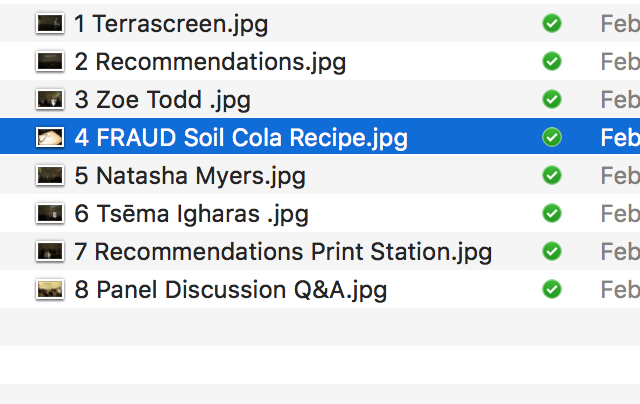 1 Terrascreen.jpg Feb
2 Recommendations.jpg Feb
3 Zoe Todd .jpg Feb
4 FRAUD Soil Cola Recipe.jpg Feb
5 Natasha Myers.jpg Feb
6 Tsēma Igharas .jpg Feb
7 Recommendations Print Station.jpg Feb
8 Panel Discussion Q&A.jpg Feb